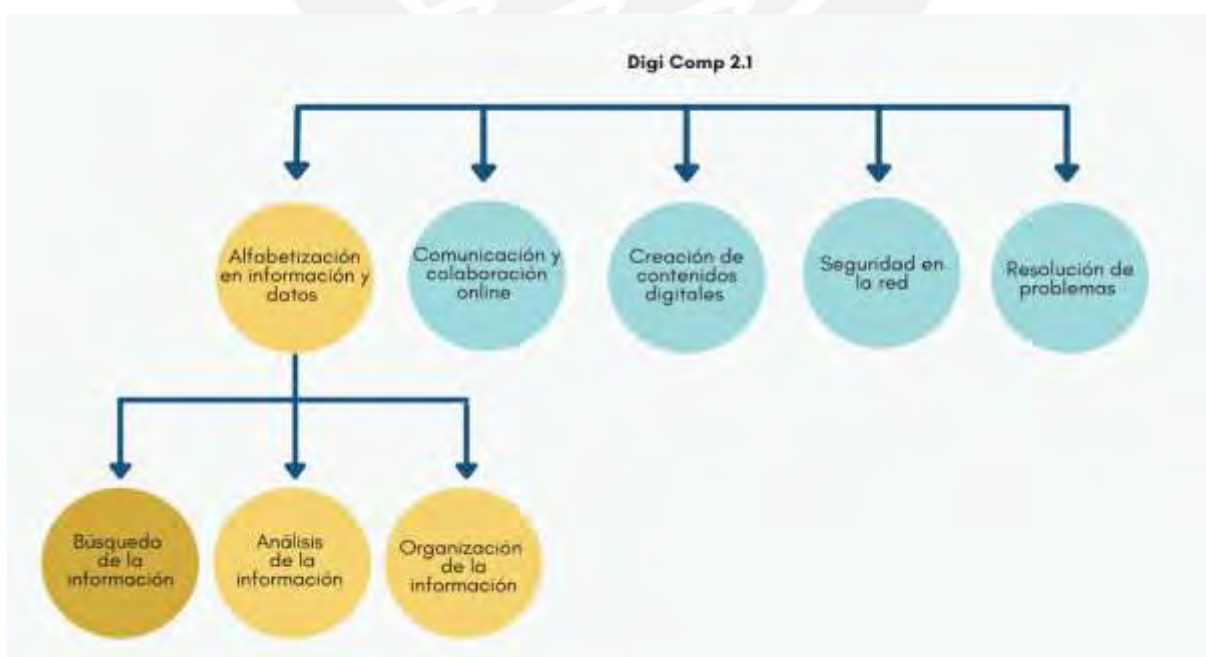 Digi Comp 2.1
Alfabetización
en información y
datos
Comunicación y
colaboración
online
Creación de
contenidos
digitales
Seguridad en
la red
Resolución de
problemas
Búsqueda
de la
información
Análisis
de la
información
Organización
de la
información